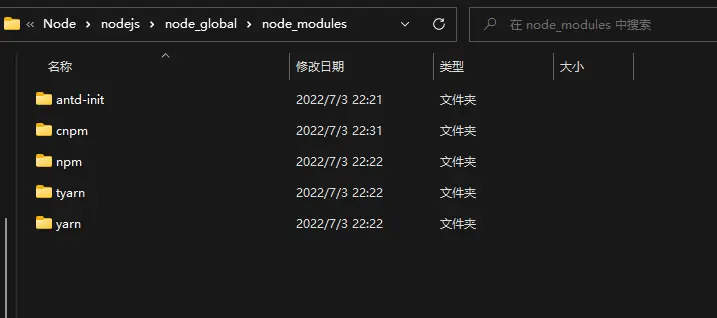 « Node › nodejs › node_global › node_modules 在 node_modules 中搜索
名称 修改日期 类型 大小
antd-init 2022/7/3 22:21 文件夹
cnpm 2022/7/3 22:31 文件夹
npm 2022/7/3 22:22 文件夹
tyarn 2022/7/3 22:22 文件夹
yarn 2022/7/3 22:22 文件夹